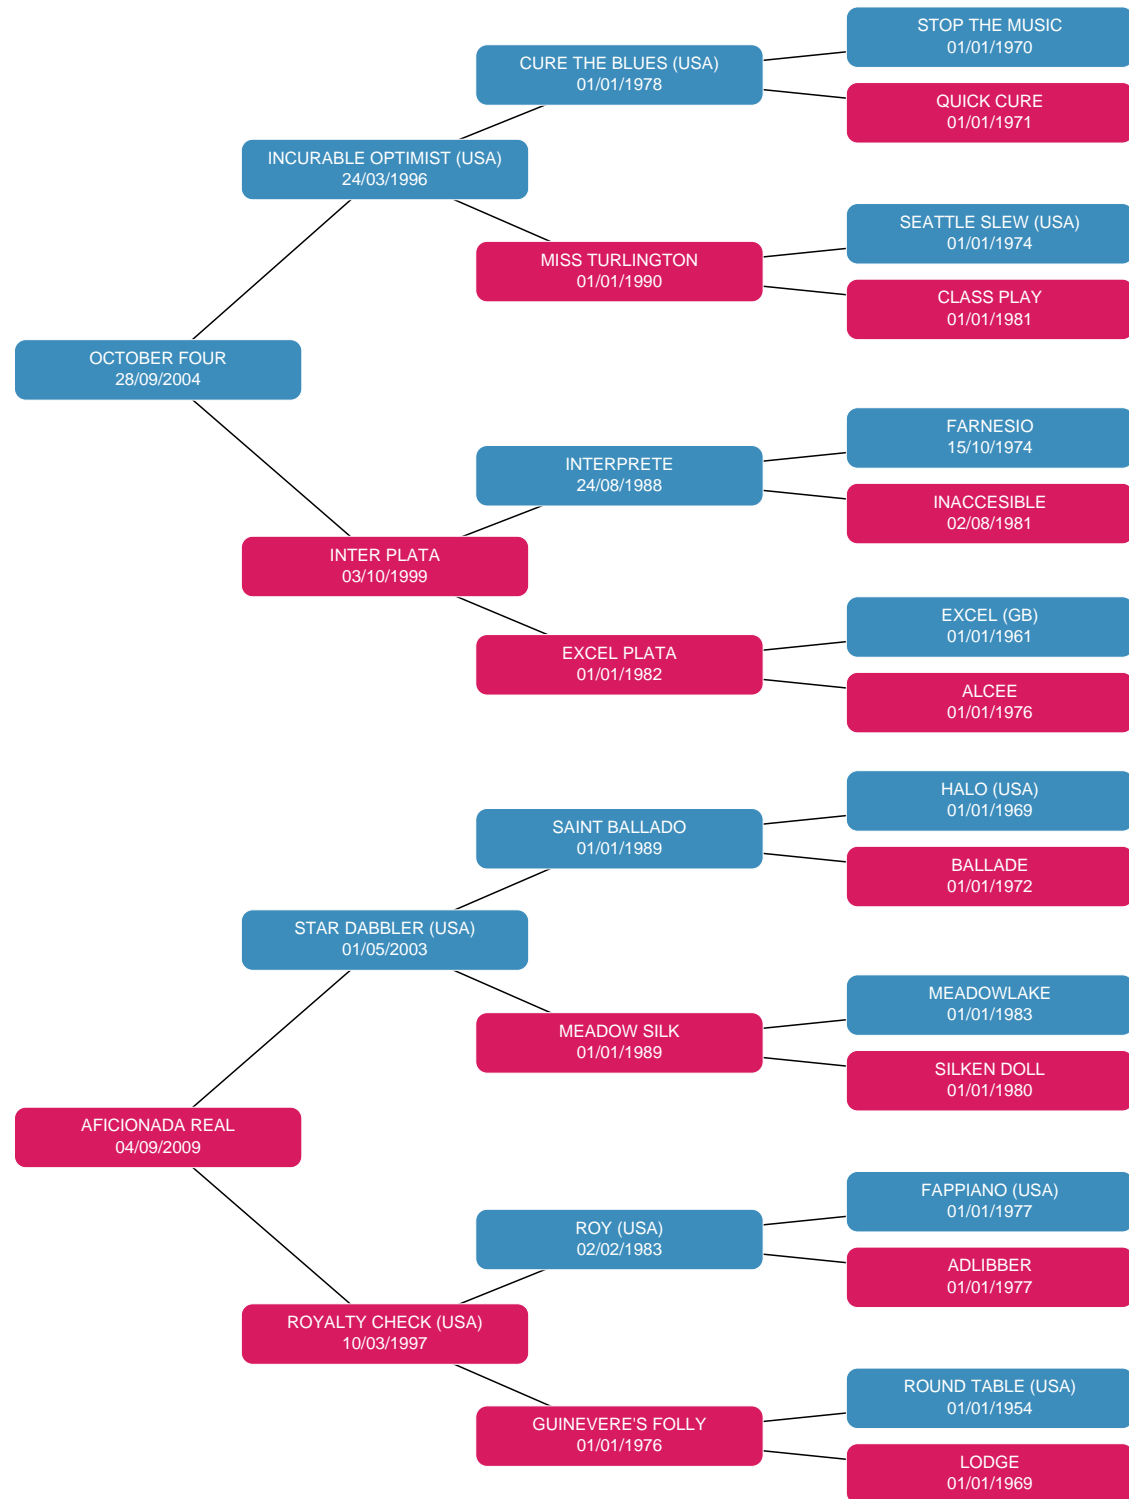 STOP THE MUSIC
01/01/1970
CURE THE BLUES (USA)
01/01/1978
QUICK CURE
01/01/1971
INCURABLE OPTIMIST (USA)
24/03/1996
SEATTLE SLEW (USA)
01/01/1974
MISS TURLINGTON
01/01/1990
CLASS PLAY
01/01/1981
OCTOBER FOUR
28/09/2004
FARNESIO
15/10/1974
INTERPRETE
24/08/1988
INACCESIBLE
02/08/1981
INTER PLATA
03/10/1999
EXCEL (GB)
01/01/1961
EXCEL PLATA
01/01/1982
ALCEE
01/01/1976
HALO (USA)
01/01/1969
SAINT BALLADO
01/01/1989
BALLADE
01/01/1972
STAR DABBLER (USA)
01/05/2003
MEADOWLAKE
01/01/1983
MEADOW SILK
01/01/1989
SILKEN DOLL
01/01/1980
AFICIONADA REAL
04/09/2009
FAPPIANO (USA)
01/01/1977
ROY (USA)
02/02/1983
ADLIBBER
01/01/1977
ROYALTY CHECK (USA)
10/03/1997
ROUND TABLE (USA)
01/01/1954
GUINEVERE'S FOLLY
01/01/1976
LODGE
01/01/1969